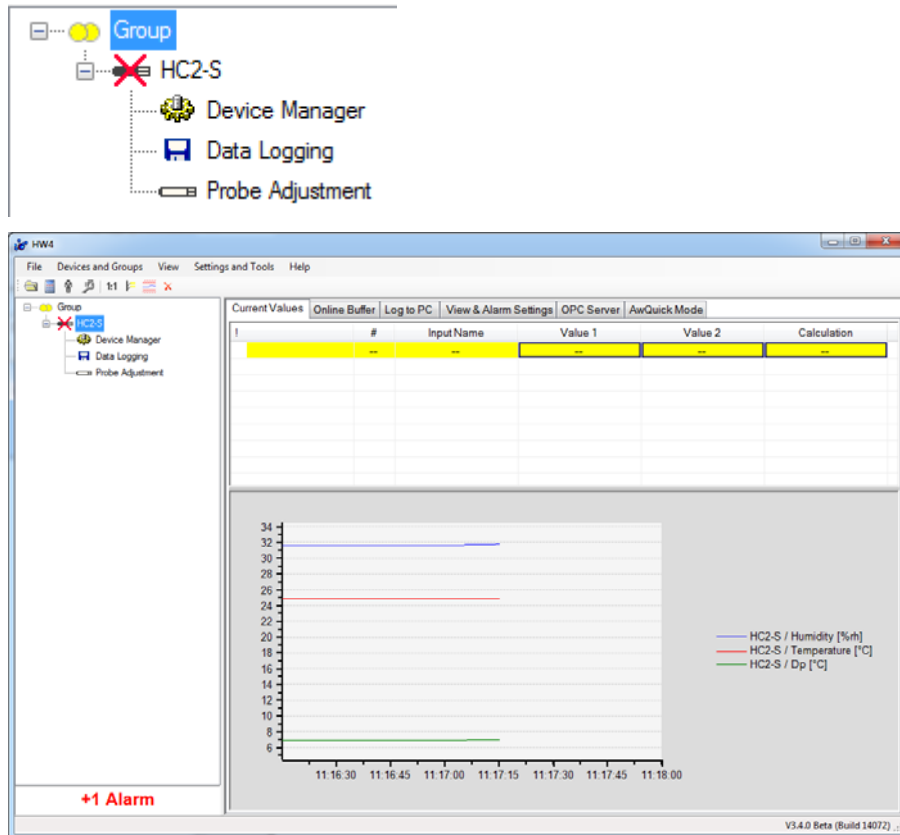 Group
HC2-S
Device Manager
Data Logging
Probe Adjustment
HW4
File Devices and Groups View Settings and Tools Help
1:1
Group
HC2-S
Device Manager
Data Logging
Probe Adjustment
Current Values Online Buffer Log to PC View & Alarm Settings OPC Server AwQuick Mode
! # Input Name Value 1 Value 2 Calculation
-- -- -- -- --
34
32
30
28
26
24
22
20
18
16
14
12
10
8
6
HC2-S / Humidity [%rh]
HC2-S / Temperature [°C]
HC2-S / Dp [°C]
11:16:30 11:16:45 11:17:00 11:17:15 11:17:30 11:17:45 11:18:00
+1 Alarm
V3.4.0 Beta (Build 14072)